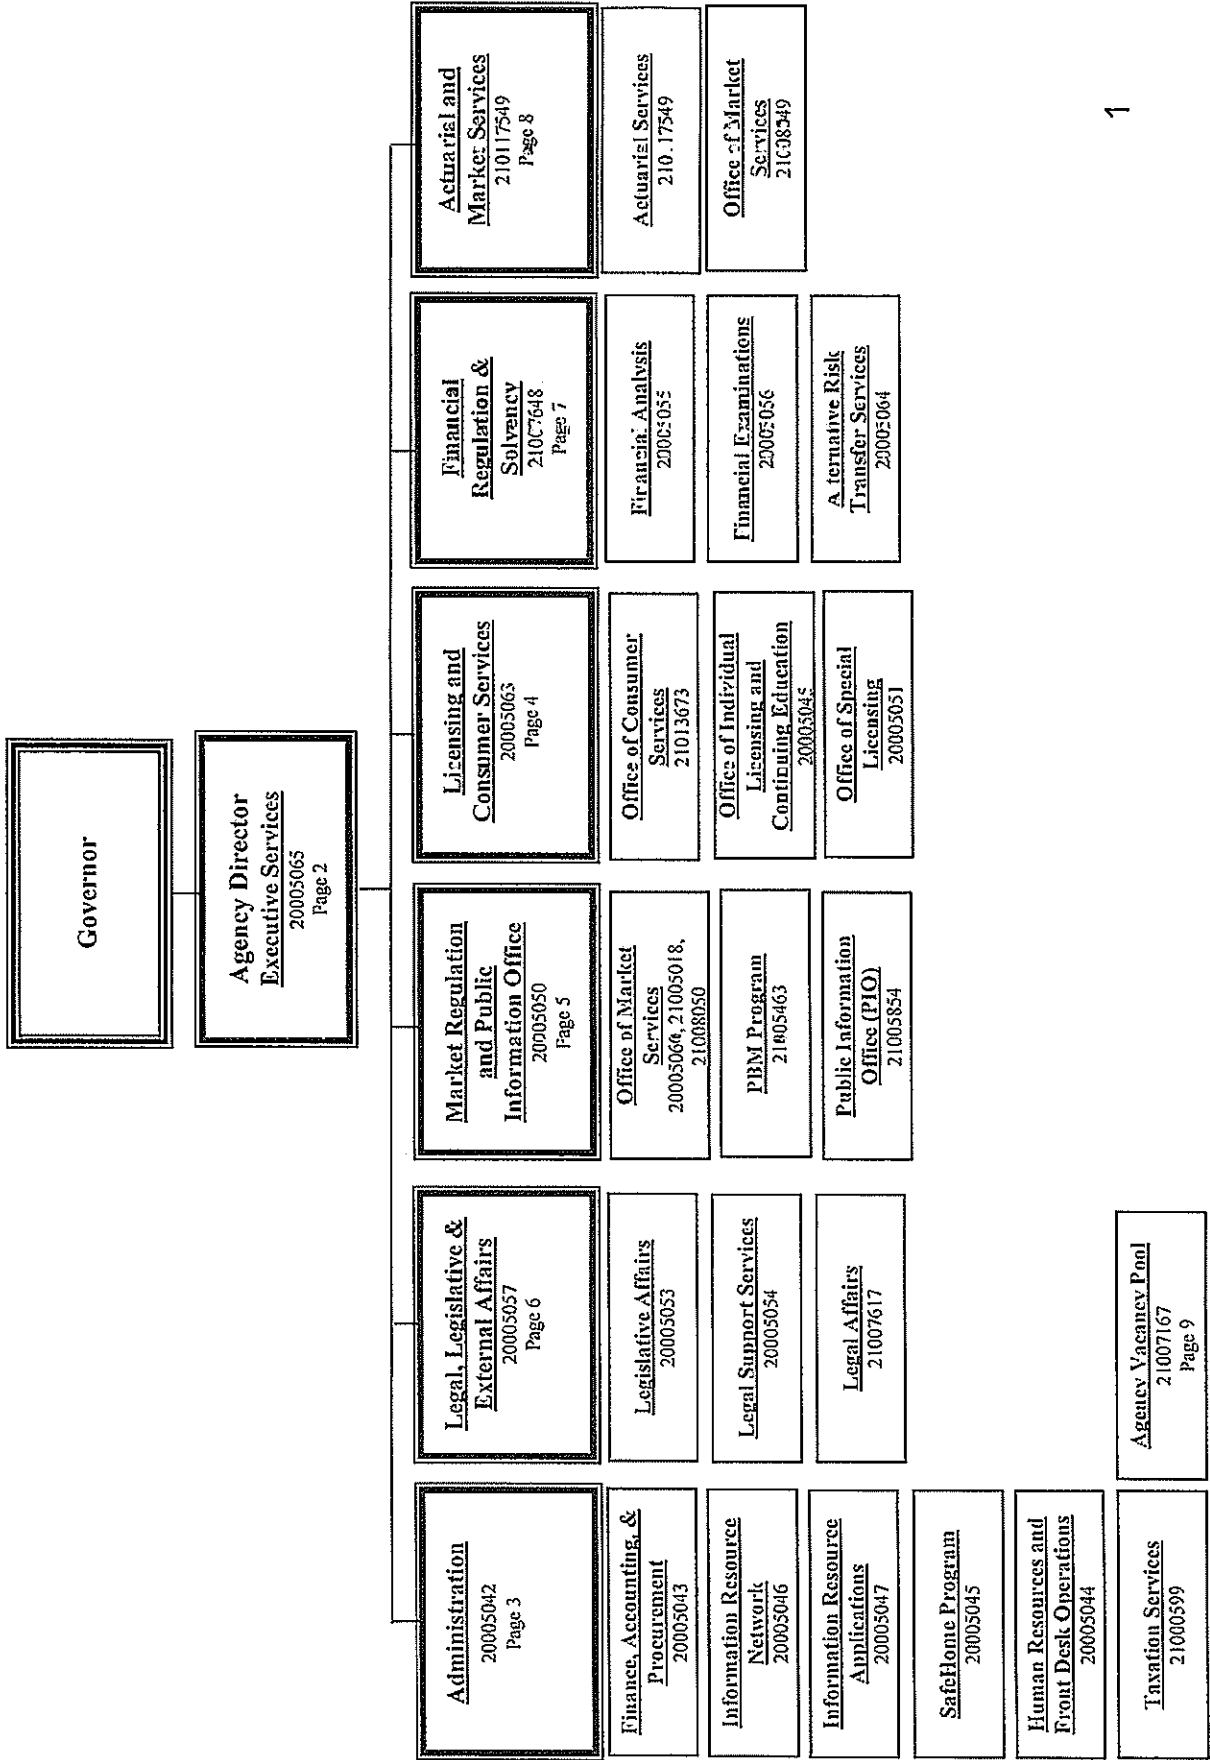 Governor
Agency Director
Executive Services
20005065
Page 2
Administration
20005042
Page 3
Finance, Accounting, &
Procurement
20005043
Information Resource
Network
20005046
Information Resource
Applications
20005047
SafeHome Program
20005045
Human Resources and
Front Desk Operations
20005044
Taxation Services
21000599
Legal, Legislative &
External Affairs
20005057
Page 6
Legislative Affairs
20005053
Legal Support Services
20005054
Legal Affairs
21007617
Agency Vacancy Pool
21007167
Page 9
Market Regulation
and Public
Information Office
20005050
Page 5
Office of Market
Services
21005018,
21008050
PBM Program
Public Information
Office (PIO)
21005854
Licensing and
Consumer Services
20005063
Page 4
Office of Consumer
Services
21013673
Office of Individual
Licensing and
Continuing Education
Office of Special
Licensing
20005051
Financial
Regulation &
Solvency
Page 7
Financial Analysis
20005055
Financial Examinations
20005056
Transfer Services
20005064
Actuarial and
Market Services
210117549
Page 8
Actuarial Services
Office of Market
Services
1